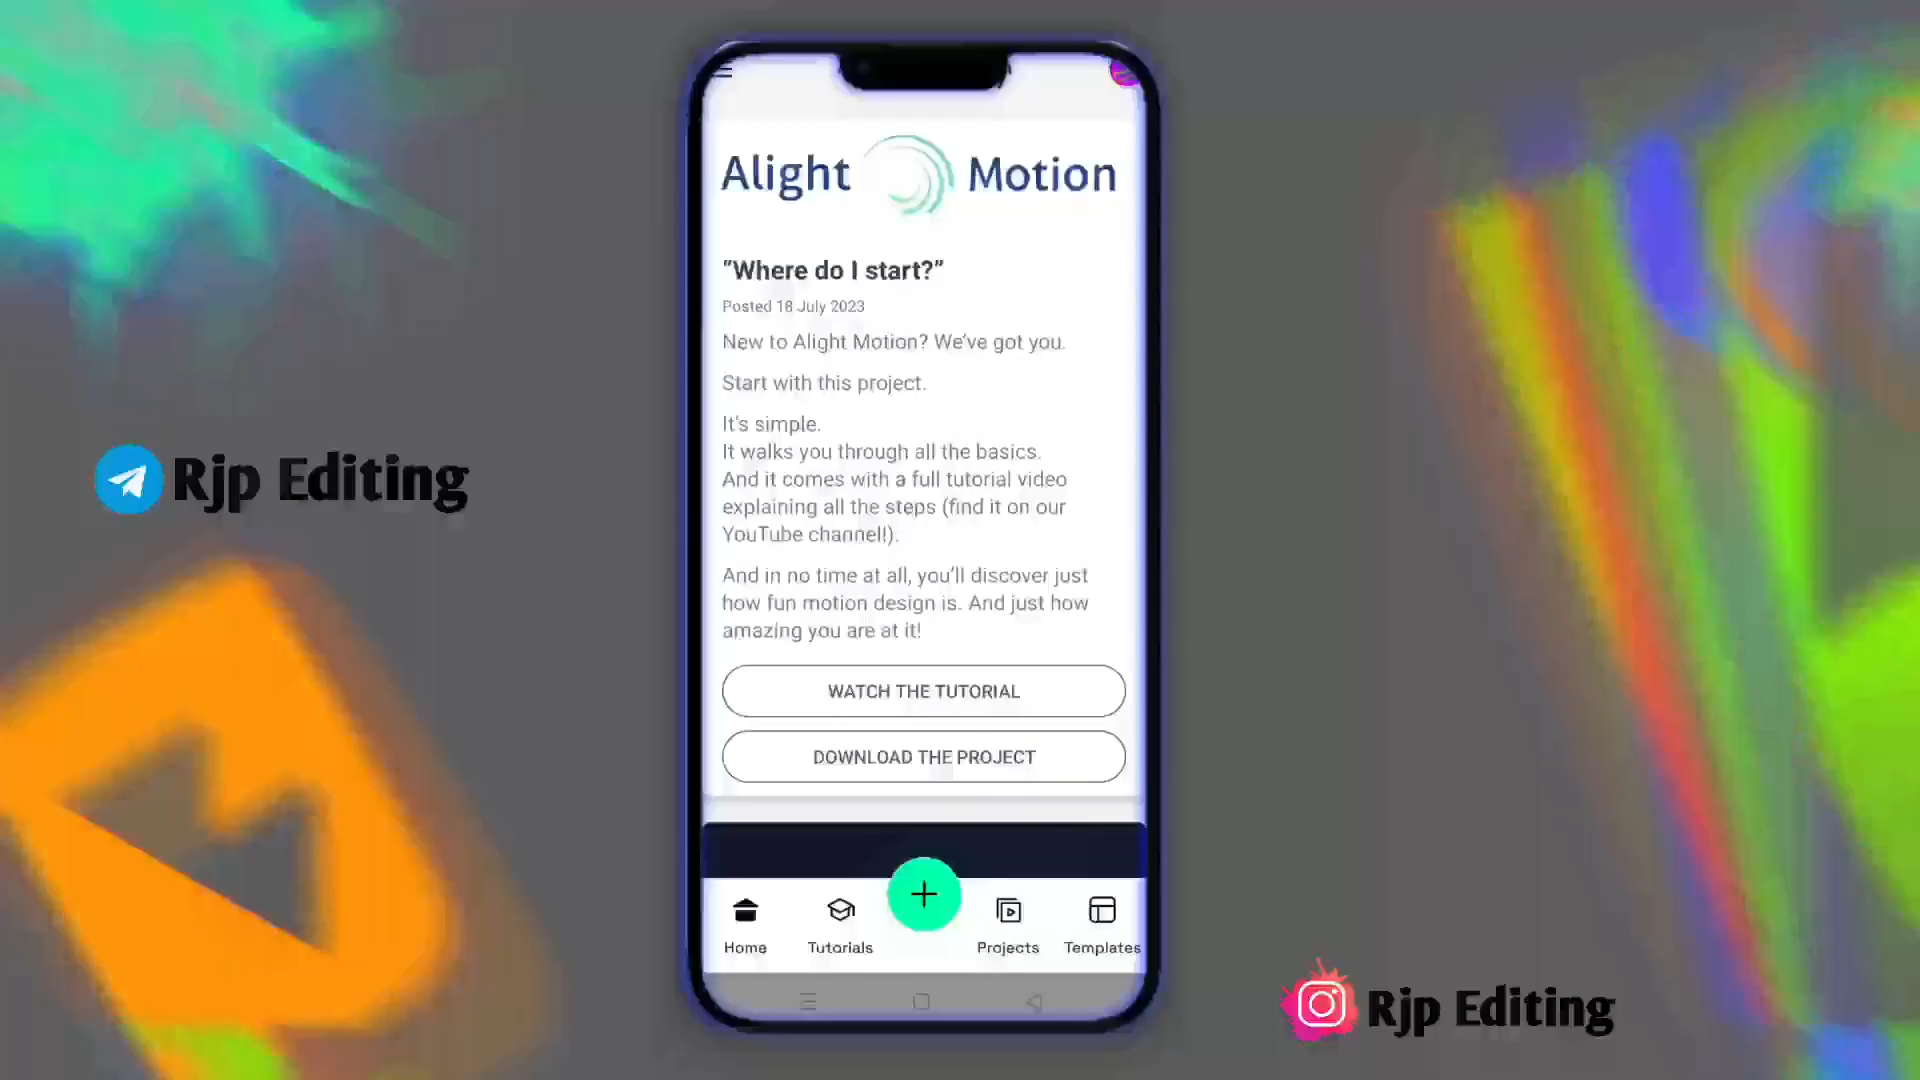 Alight Motion
“Where do I start?”
Posted 18 July 2023
New to Alight Motion? We’ve got you.
Start with this project.
It’s simple.
It walks you through all the basics.
And it comes with a full tutorial video
explaining all the steps (find it on our
YouTube channel!).
And in no time at all, you’ll discover just
how fun motion design is. And just how
amazing you are at it!
WATCH THE TUTORIAL
DOWNLOAD THE PROJECT
Home
Tutorials
Projects
Templates
Rjp Editing
Rjp Editing